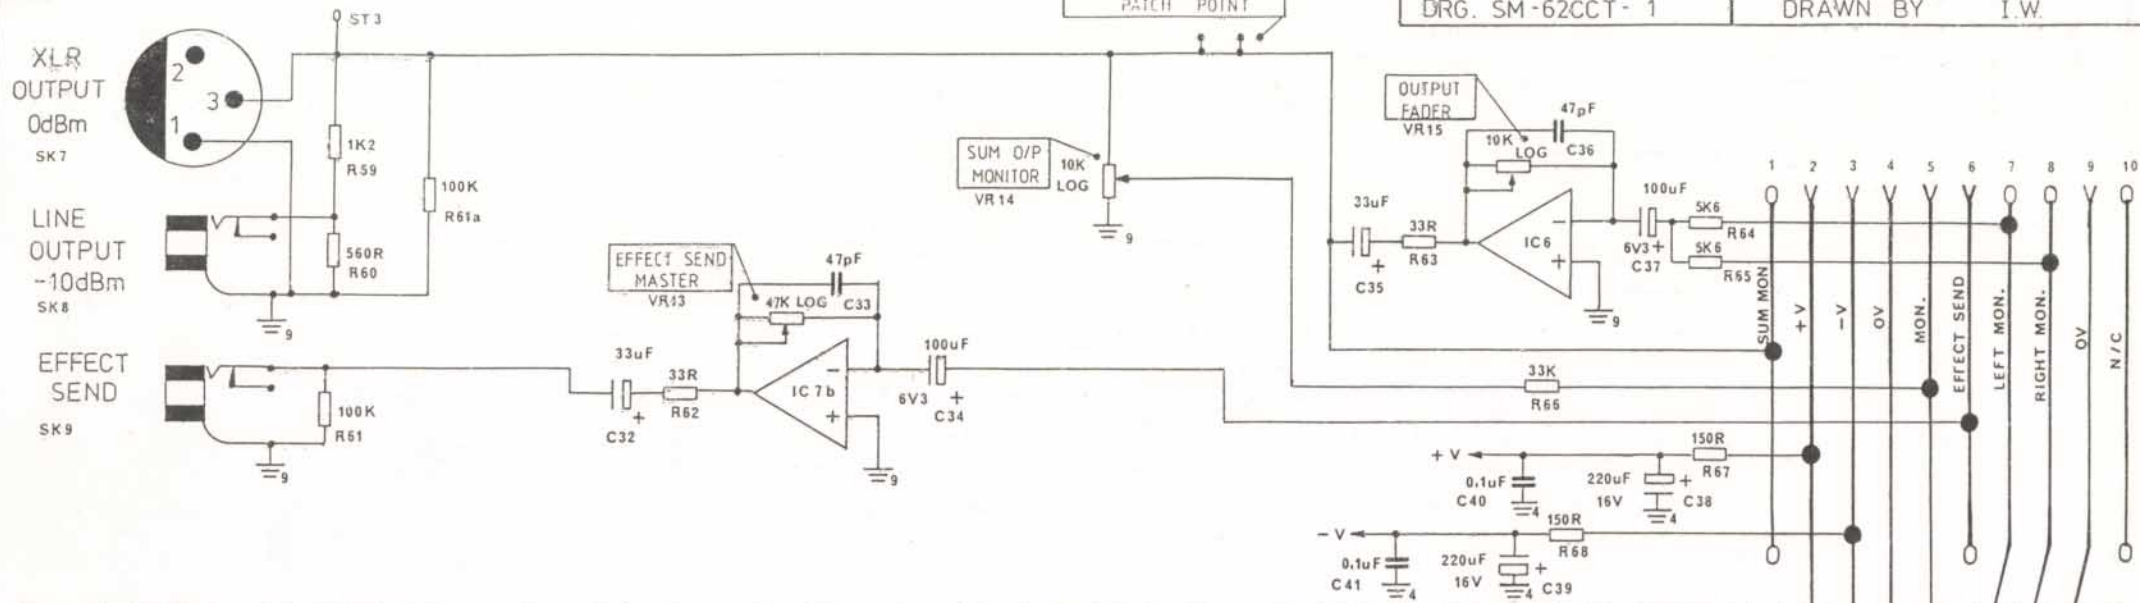 PATCH POINT
DRG. SM-62CCT-1
DRAWN BY I.W.
ST3
XLR
OUTPUT
0dBm
SK7
2
3
1
1K2
R59
100K
R61a
LINE
OUTPUT
-10dBm
SK8
560R
R60
9
EFFECT
SEND
SK9
100K
R61
9
EFFECT SEND
MASTER
VR13
47K LOG
47pF
C33
33uF
+
C32
33R
R62
IC 7b
−
+
9
100uF
6V3 +
C34
SUM O/P
MONITOR
VR14
10K
LOG
9
OUTPUT
FADER
VR15
10K
LOG
47pF
C36
33uF
+
C35
33R
R63
IC6
−
+
9
100uF
6V3 +
C37
5K6
R64
5K6
R65
33K
R66
1 2 3 4 5 6 7 8 9 10
SUM MON
+V
-V
0V
MON.
EFFECT SEND
LEFT MON.
RIGHT MON.
0V
N/C
+ V
0.1uF
C40
4
220uF
16V
+
C38
4
150R
R67
- V
0.1uF
C41
4
220uF
16V
+
C39
4
150R
R68